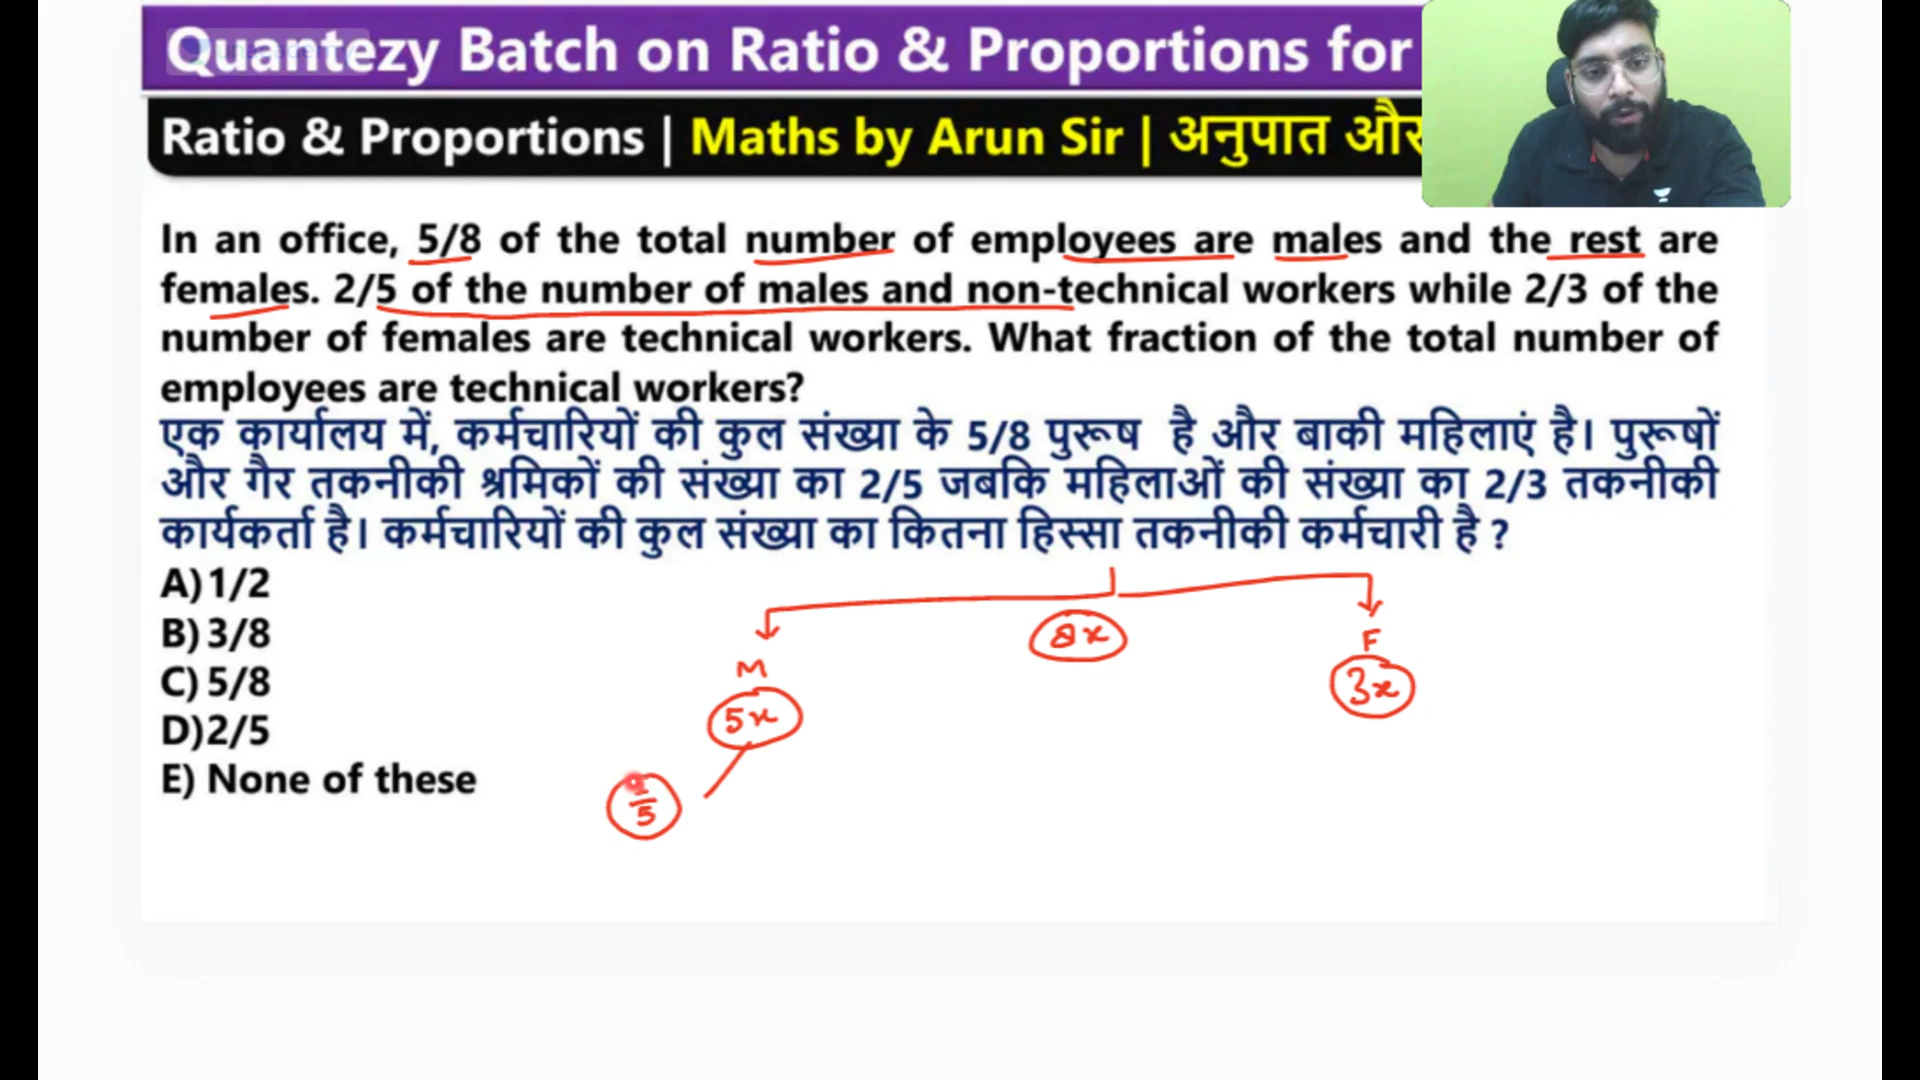 Quantezy Batch on Ratio & Proportions for
Ratio & Proportions | Maths by Arun Sir | अनुपात और
In an office, 5/8 of the total number of employees are males and the rest are
females. 2/5 of the number of males and non-technical workers while 2/3 of the
number of females are technical workers. What fraction of the total number of
employees are technical workers?
एक कार्यालय में, कर्मचारियों की कुल संख्या के 5/8 पुरूष है और बाकी महिलाएं है। पुरूषों
और गैर तकनीकी श्रमिकों की संख्या का 2/5 जबकि महिलाओं की संख्या का 2/3 तकनीकी
कार्यकर्ता है। कर्मचारियों की कुल संख्या का कितना हिस्सा तकनीकी कर्मचारी है ?
A) 1/2
B) 3/8
C) 5/8
D) 2/5
E) None of these
8x
M
F
5x
3x
2/5